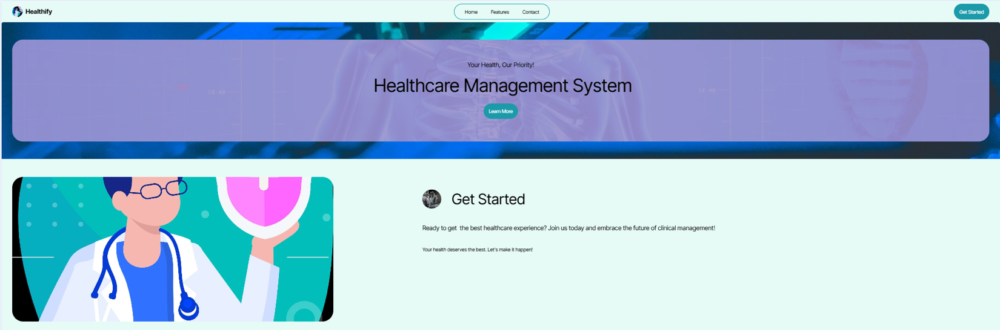 Healthify
Home Features Contact
Get Started
Your Health, Our Priority!
Healthcare Management System
Learn More
Get Started
Ready to get the best healthcare experience? Join us today and embrace the future of clinical management!
Your health deserves the best. Let's make it happen!